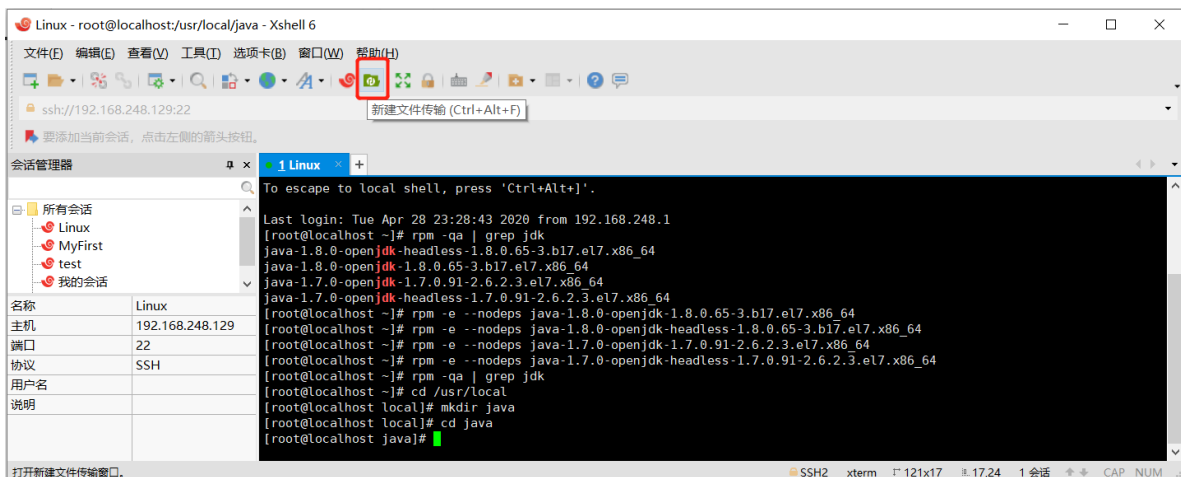 Linux - root@localhost:/usr/local/java - Xshell 6
文件(F) 编辑(E) 查看(V) 工具(T) 选项卡(B) 窗口(W) 帮助(H)
ssh://192.168.248.129:22
新建文件传输 (Ctrl+Alt+F)
要添加当前会话，点击左侧的箭头按钮。
会话管理器
1 Linux
所有会话
Linux
MyFirst
test
我的会话
名称 Linux
主机 192.168.248.129
端口 22
协议 SSH
用户名
说明
To escape to local shell, press 'Ctrl+Alt+]'.
Last login: Tue Apr 28 23:28:43 2020 from 192.168.248.1
[root@localhost ~]# rpm -qa | grep jdk
java-1.8.0-openjdk-headless-1.8.0.65-3.b17.el7.x86_64
java-1.8.0-openjdk-1.8.0.65-3.b17.el7.x86_64
java-1.7.0-openjdk-1.7.0.91-2.6.2.3.el7.x86_64
java-1.7.0-openjdk-headless-1.7.0.91-2.6.2.3.el7.x86_64
[root@localhost ~]# rpm -e --nodeps java-1.8.0-openjdk-1.8.0.65-3.b17.el7.x86_64
[root@localhost ~]# rpm -e --nodeps java-1.8.0-openjdk-headless-1.8.0.65-3.b17.el7.x86_64
[root@localhost ~]# rpm -e --nodeps java-1.7.0-openjdk-1.7.0.91-2.6.2.3.el7.x86_64
[root@localhost ~]# rpm -e --nodeps java-1.7.0-openjdk-headless-1.7.0.91-2.6.2.3.el7.x86_64
[root@localhost ~]# rpm -qa | grep jdk
[root@localhost ~]# cd /usr/local
[root@localhost local]# mkdir java
[root@localhost local]# cd java
[root@localhost java]#
打开新建文件传输窗口。
SSH2 xterm 121x17 17,24 1 会话 CAP NUM